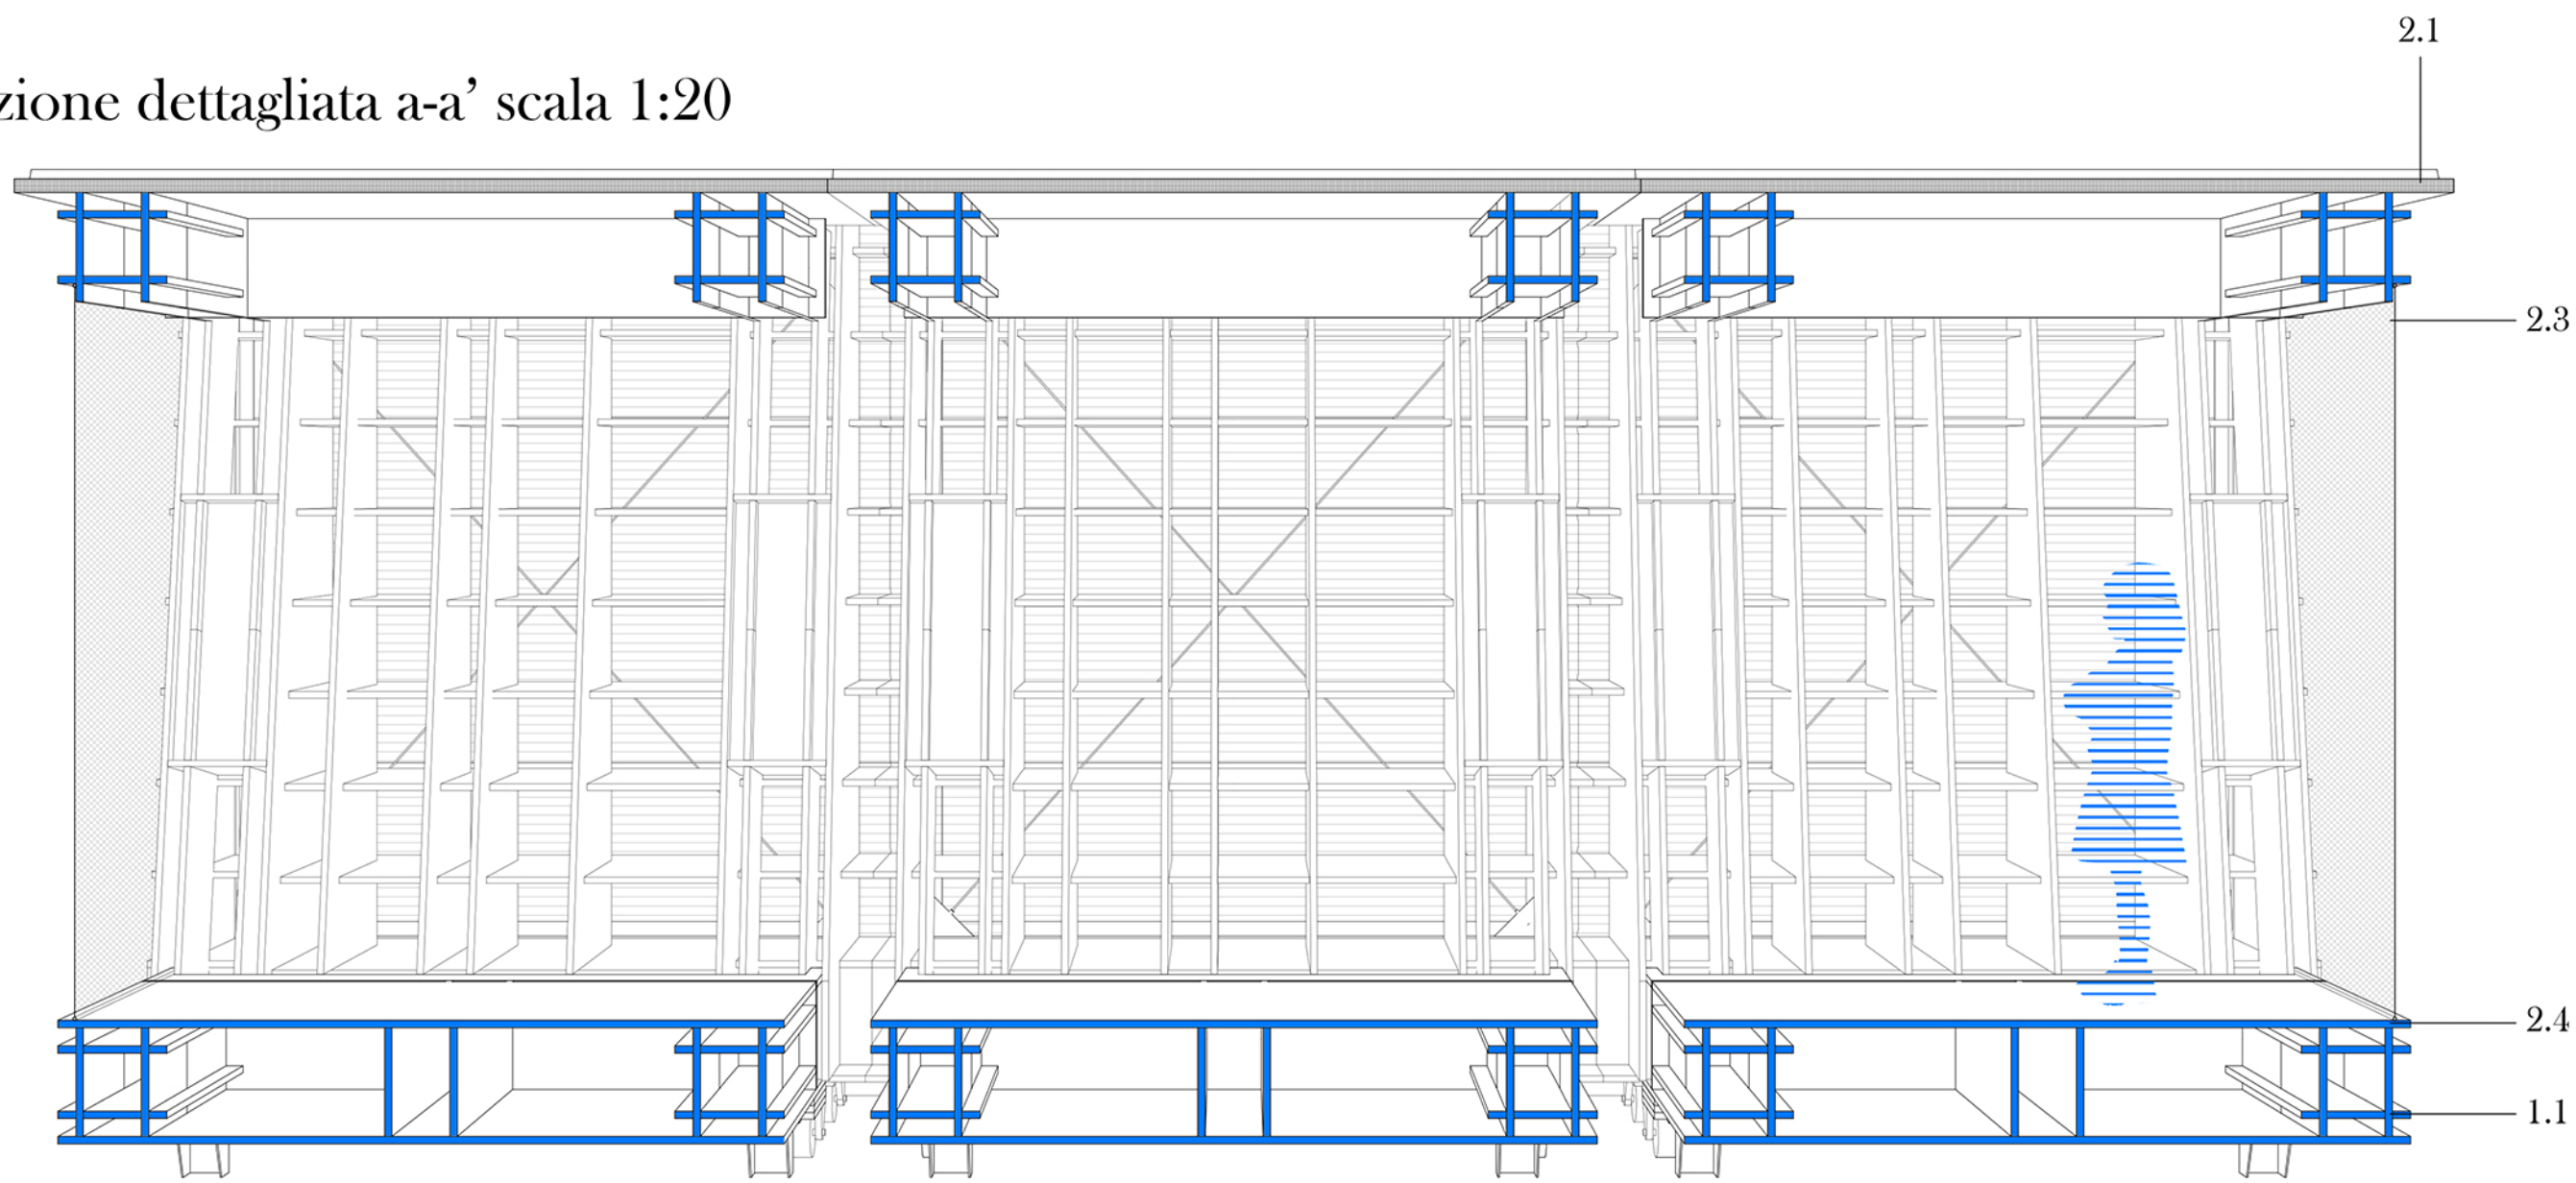 2.1
zione dettagliata a-a’ scala 1:20
2.3
2.4
1.1